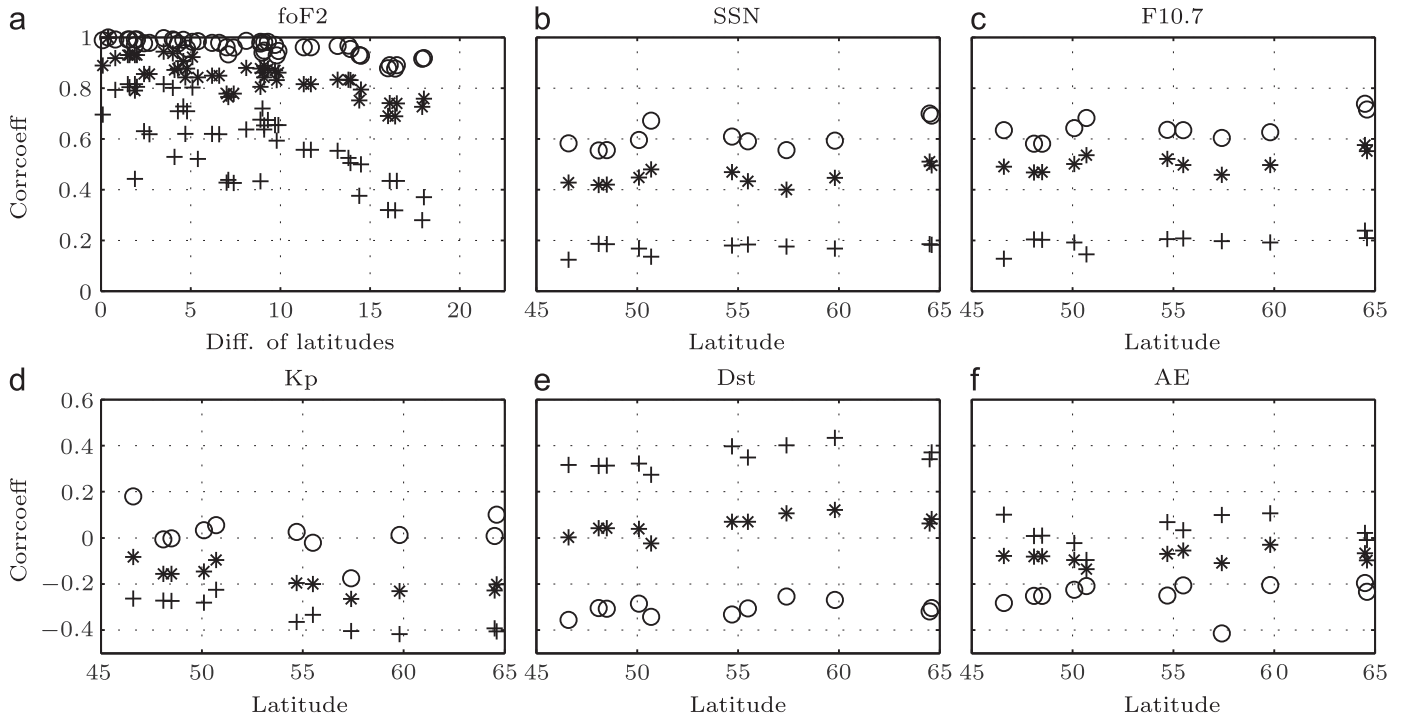 a foF2
b SSN
c F10.7
Corrcoeff
1
0.8
0.6
0.4
0.2
0
0 5 10 15 20
Diff. of latitudes
45 50 55 60 65
Latitude
45 50 55 60 65
Latitude
d Kp
e Dst
f AE
Corrcoeff
0.6
0.4
0.2
0
−0.2
−0.4
45 50 55 60 65
Latitude
45 50 55 60 65
Latitude
45 50 55 60 65
Latitude